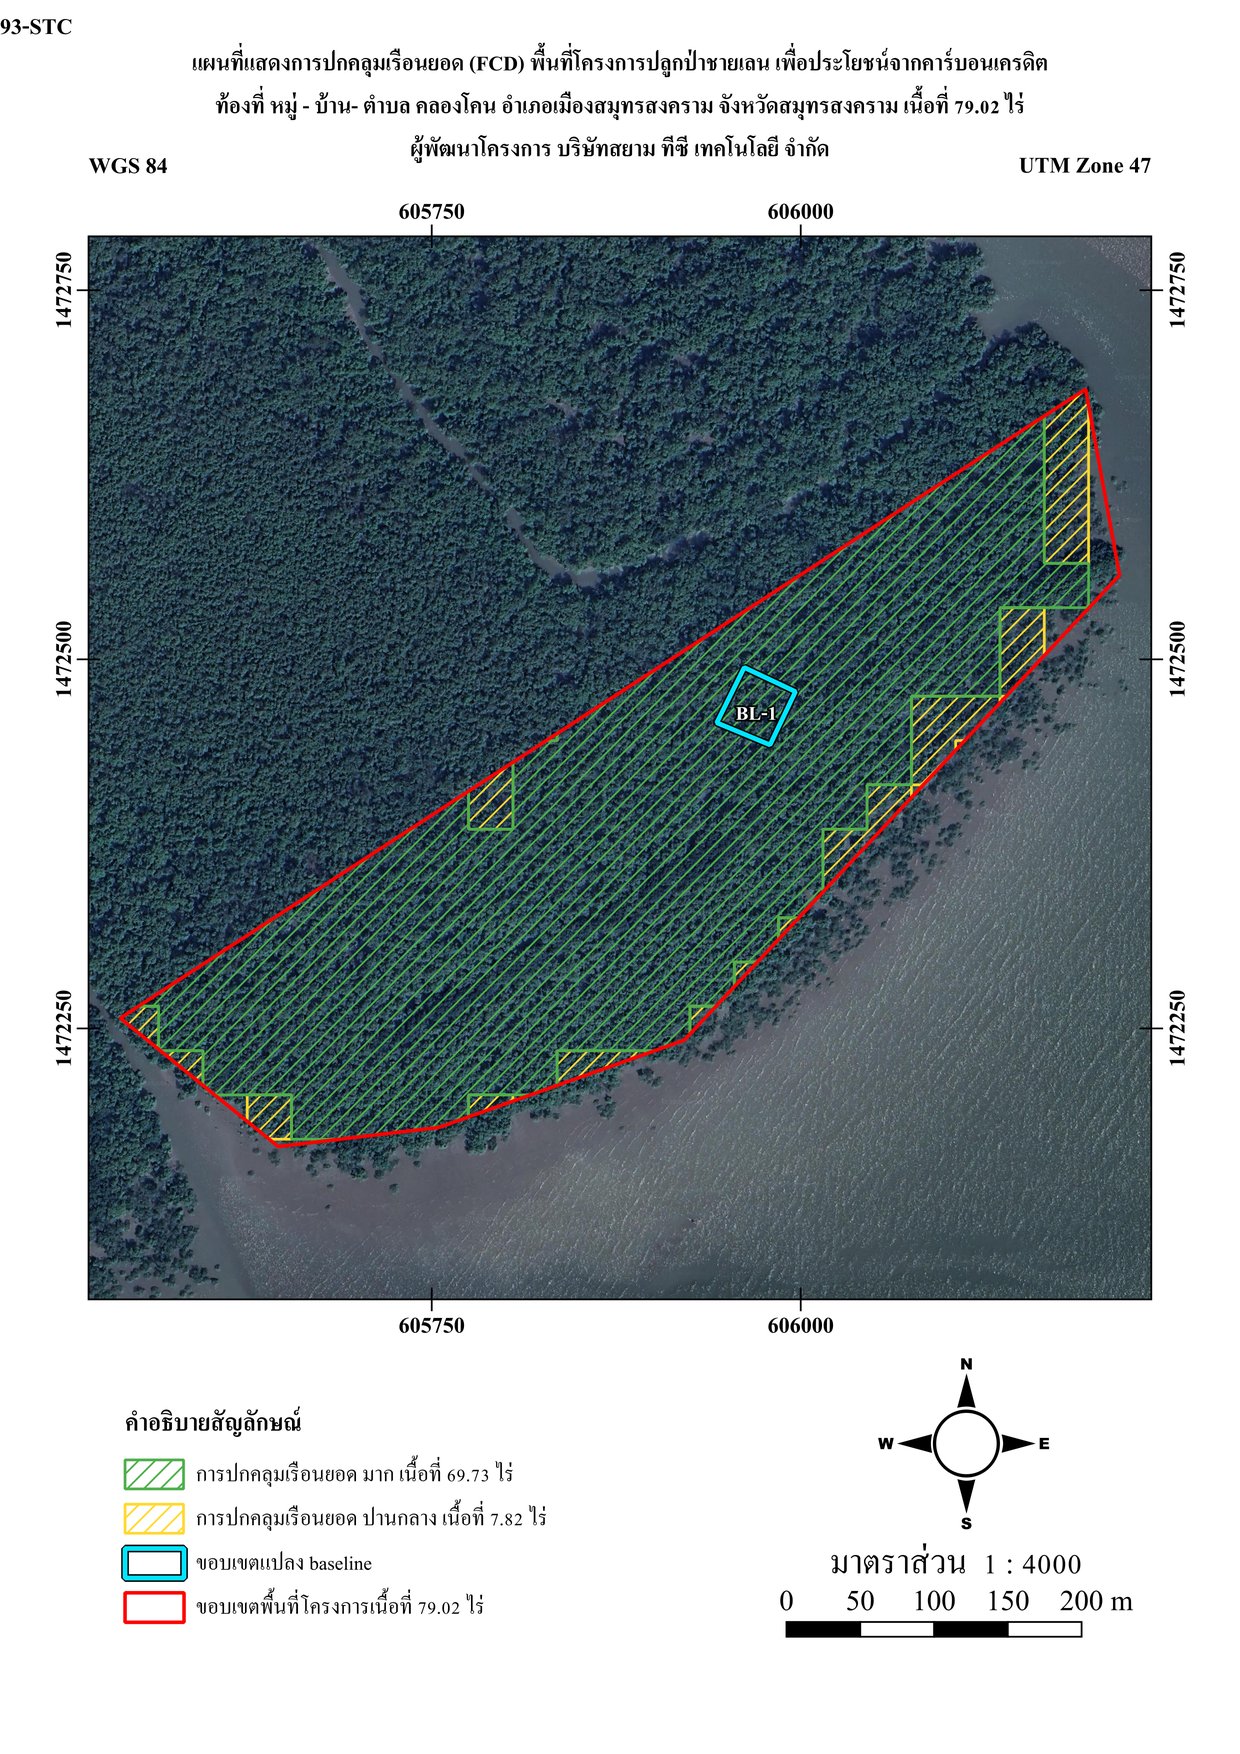 93-STC
แผนที่แสดงการปกคลุมเรือนยอด (FCD) พื้นที่โครงการปลูกป่าชายเลน เพื่อประโยชน์จากคาร์บอนเครดิต
ท้องที่ หมู่ - บ้าน- ตำบล คลองโคน อำเภอเมืองสมุทรสงคราม จังหวัดสมุทรสงคราม เนื้อที่ 79.02 ไร่
ผู้พัฒนาโครงการ บริษัทสยาม ทีซี เทคโนโลยี จำกัด
WGS 84 UTM Zone 47
605750 606000
1472750 1472750
1472500 1472500
BL-1
1472250 1472250
605750 606000
N
W E
S
คำอธิบายสัญลักษณ์
การปกคลุมเรือนยอด มาก เนื้อที่ 69.73 ไร่
การปกคลุมเรือนยอด ปานกลาง เนื้อที่ 7.82 ไร่
ขอบเขตแปลง baseline
ขอบเขตพื้นที่โครงการเนื้อที่ 79.02 ไร่
มาตราส่วน 1 : 4000
0 50 100 150 200 m